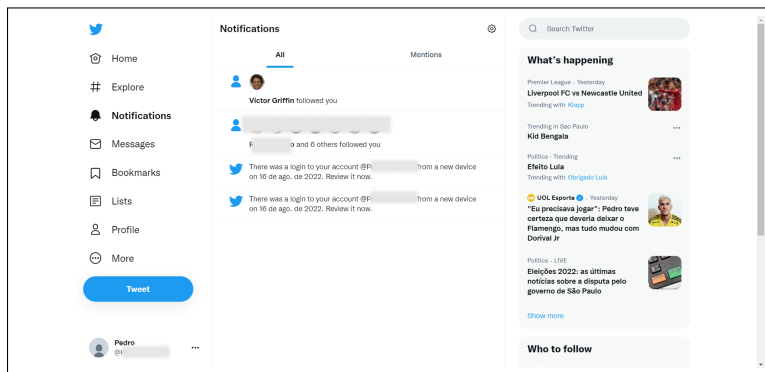 Home
Explore
Notifications
Messages
Bookmarks
Lists
Profile
More
Tweet
Pedro
Notifications
All
Mentions
Victor Griffin followed you
and 6 others followed you
There was a login to your account @P from a new device
on 16 de ago. de 2022. Review it now.
There was a login to your account @P from a new device
on 16 de ago. de 2022. Review it now.
Search Twitter
What's happening
Premier League · Yesterday
Liverpool FC vs Newcastle United
Trending with Klopp
Trending in Sao Paulo
Kid Bengala
Politics · Trending
Efeito Lula
Trending with Obrigado Lula
UOL Esporte · Yesterday
"Eu precisava jogar": Pedro teve
certeza que deveria deixar o
Flamengo, mas tudo mudou com
Dorival Jr
Politics · LIVE
Eleições 2022: as últimas
notícias sobre a disputa pelo
governo de São Paulo
Show more
Who to follow